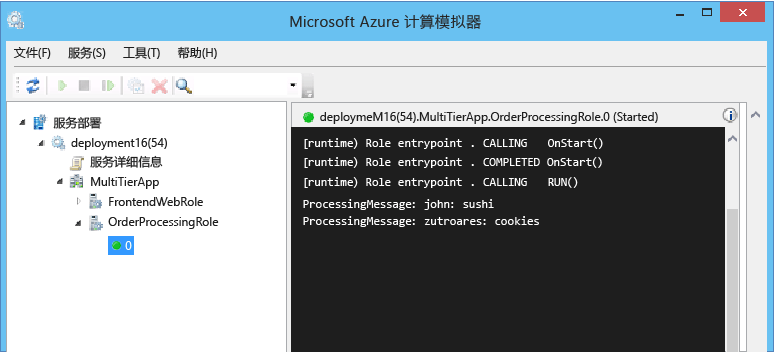 Microsoft Azure 计算模拟器
文件(F) 服务(S) 工具(T) 帮助(H)
服务部署
deployment16(54)
服务详细信息
MultiTierApp
FrontendWebRole
OrderProcessingRole
0
deploymeM16(54).MultiTierApp.OrderProcessingRole.0 (Started)
[runtime) Role entrypoint . CALLING OnStart()
[runtime) Role entrypoint . COMPLETED OnStart()
[runtime) Role entrypoint . CALLING RUN()
ProcessingMessage: john: sushi
ProcessingMessage: zutroares: cookies